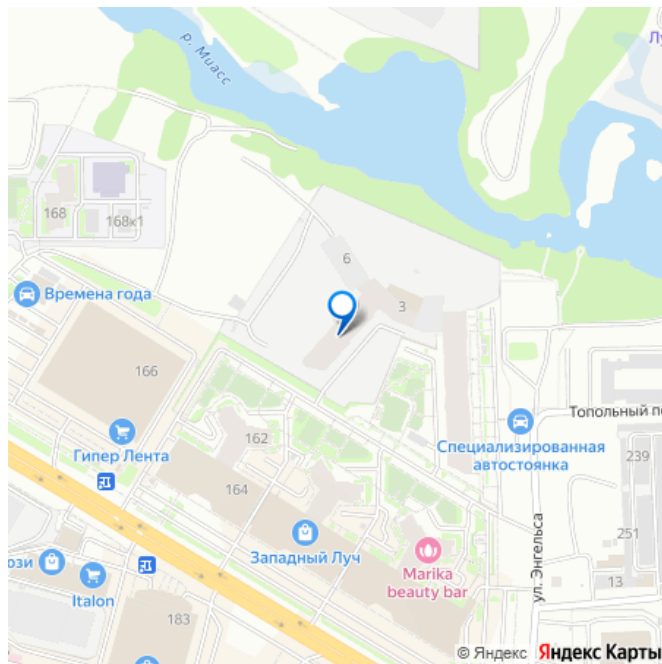 р. Миасс
Лу
168
168к1
6
3
Времена года
166
Топольный п
Гипер Лента
162
Специализированная
автостоянка
239
164
251
Западный Луч
ози
Marika
beauty bar
ул. Энгельса
13
Italon
183
© Яндекс Яндекс Карты